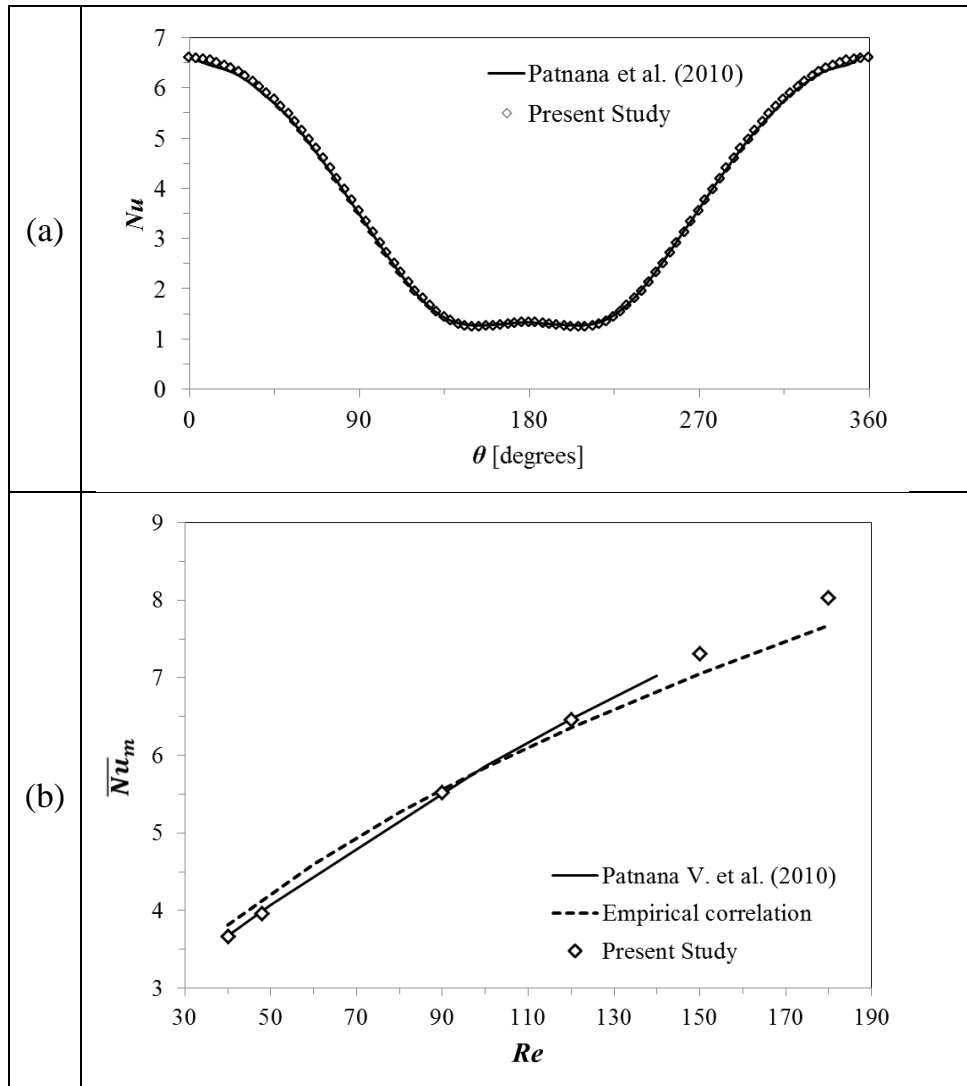 (a)
7
6
5
4
3
2
1
0
Nu
Patnana et al. (2010)
Present Study
0 90 180 270 360
θ [degrees]
(b)
9
8
7
6
5
4
3
Nu_m
Patnana V. et al. (2010)
Empirical correlation
Present Study
30 50 70 90 110 130 150 170 190
Re